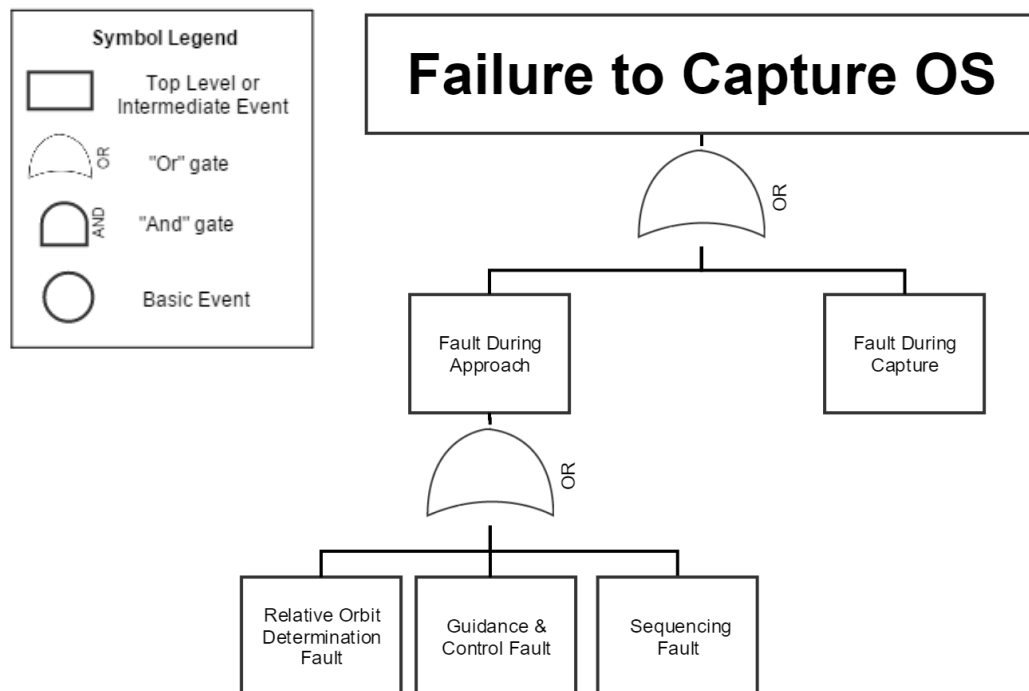 Symbol Legend
Top Level or
Intermediate Event
OR
"Or" gate
AND
"And" gate
Basic Event
Failure to Capture OS
OR
Fault During
Approach
Fault During
Capture
OR
Relative Orbit
Determination
Fault
Guidance &
Control Fault
Sequencing
Fault